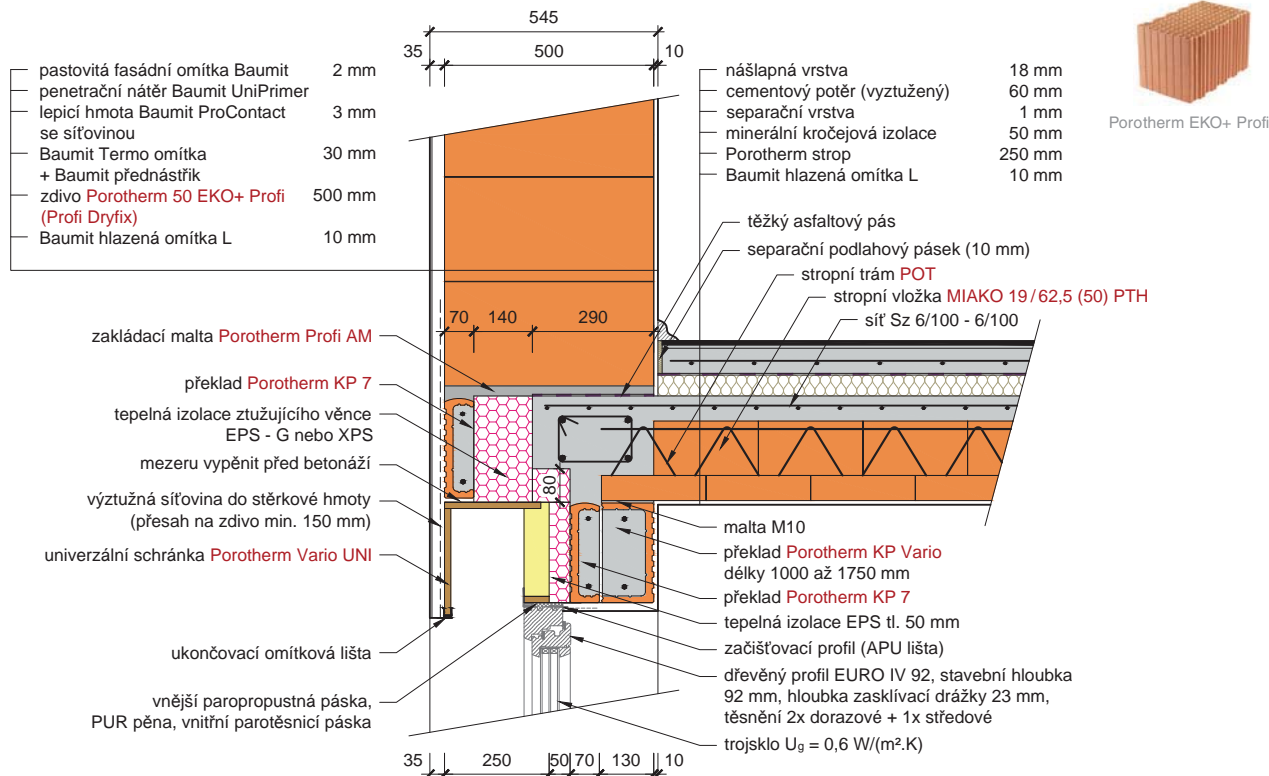 545
35 500 10
pastovitá fasádní omítka Baumit 2 mm
penetrační nátěr Baumit UniPrimer
lepicí hmota Baumit ProContact 3 mm
se síťovinou
Baumit Termo omítka 30 mm
+ Baumit přednástřik
zdivo Porotherm 50 EKO+ Profi 500 mm
(Profi Dryfix)
Baumit hlazená omítka L 10 mm
nášlapná vrstva 18 mm
cementový potěr (vyztužený) 60 mm
separační vrstva 1 mm
minerální kročejová izolace 50 mm
Porotherm strop 250 mm
Baumit hlazená omítka L 10 mm
Porotherm EKO+ Profi
těžký asfaltový pás
separační podlahový pásek (10 mm)
stropní trám POT
stropní vložka MIAKO 19/62,5 (50) PTH
síť Sz 6/100 - 6/100
70 140 290
zakládací malta Porotherm Profi AM
překlad Porotherm KP 7
tepelná izolace ztužujícího věnce
EPS - G nebo XPS
mezeru vypěnit před betonáží
výztužná síťovina do stěrkové hmoty
(přesah na zdivo min. 150 mm)
univerzální schránka Porotherm Vario UNI
ukončovací omítková lišta
vnější paropropustná páska,
PUR pěna, vnitřní parotěsnicí páska
80
malta M10
překlad Porotherm KP Vario
délky 1000 až 1750 mm
překlad Porotherm KP 7
tepelná izolace EPS tl. 50 mm
začišťovací profil (APU lišta)
dřevěný profil EURO IV 92, stavební hloubka
92 mm, hloubka zasklívací drážky 23 mm,
těsnění 2x dorazové + 1x středové
trojsklo Ug = 0,6 W/(m².K)
35 250 50 70 130 10